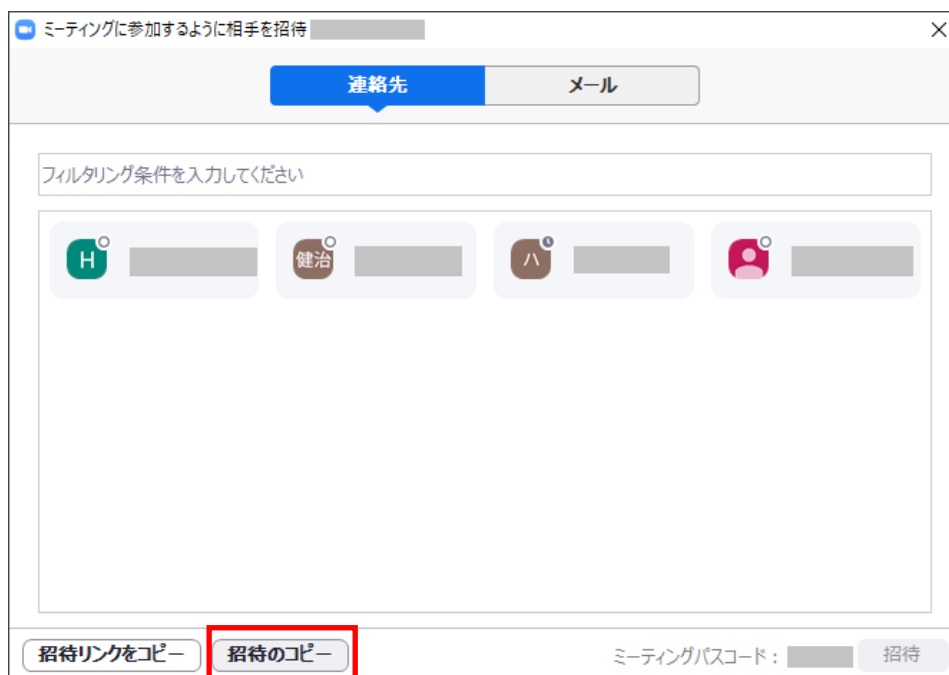 ミーティングに参加するように相手を招待
連絡先 メール
フィルタリング条件を入力してください
H 健治 ハ
招待リンクをコピー 招待のコピー ミーティングパスコード： 招待